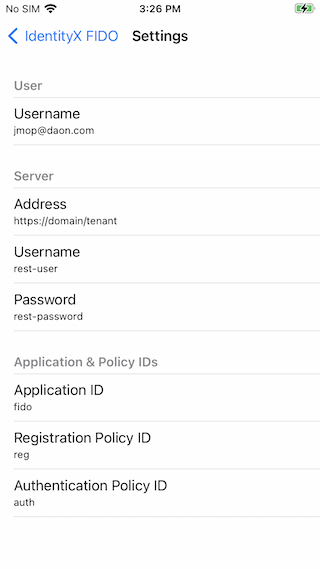 No SIM 3:26 PM
IdentityX FIDO Settings
User
Username
jmop@daon.com
Server
Address
https://domain/tenant
Username
rest-user
Password
rest-password
Application & Policy IDs
Application ID
fido
Registration Policy ID
reg
Authentication Policy ID
auth